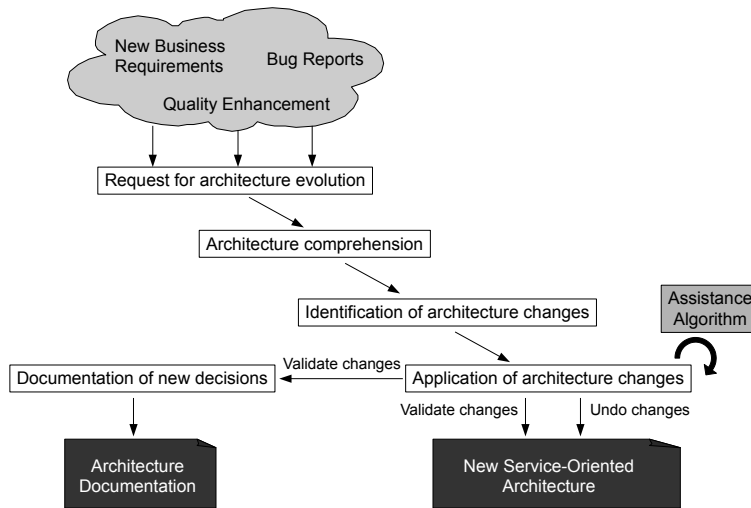 New Business
Requirements
Bug Reports
Quality Enhancement
Request for architecture evolution
Architecture comprehension
Identification of architecture changes
Assistance
Algorithm
Documentation of new decisions
Validate changes
Application of architecture changes
Validate changes
Undo changes
Architecture
Documentation
New Service-Oriented
Architecture